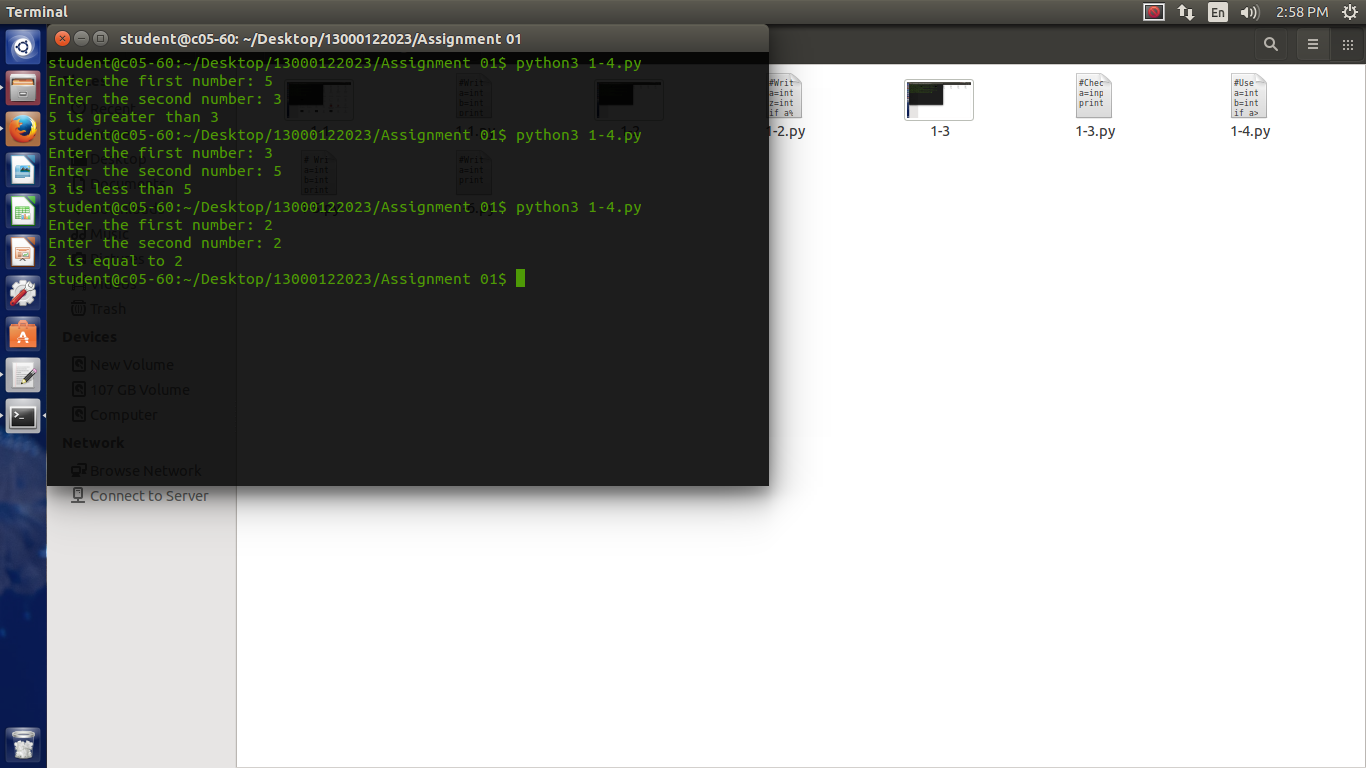 Terminal
En
2:58 PM
student@c05-60: ~/Desktop/13000122023/Assignment 01
student@c05-60:~/Desktop/13000122023/Assignment 01$ python3 1-4.py
Enter the first number: 5
Enter the second number: 3
5 is greater than 3
student@c05-60:~/Desktop/13000122023/Assignment 01$ python3 1-4.py
Enter the first number: 3
Enter the second number: 5
3 is less than 5
student@c05-60:~/Desktop/13000122023/Assignment 01$ python3 1-4.py
Enter the first number: 2
Enter the second number: 2
2 is equal to 2
student@c05-60:~/Desktop/13000122023/Assignment 01$
Trash
Devices
New Volume
107 GB Volume
Computer
Network
Browse Network
Connect to Server
#Writ
a=int
z=int
if a%
1-2.py
1-3
#Chec
a=inp
print
1-3.py
#Use
a=int
b=int
if a>
1-4.py
# Wri
a=int
b=int
print
#Writ
a=int
print